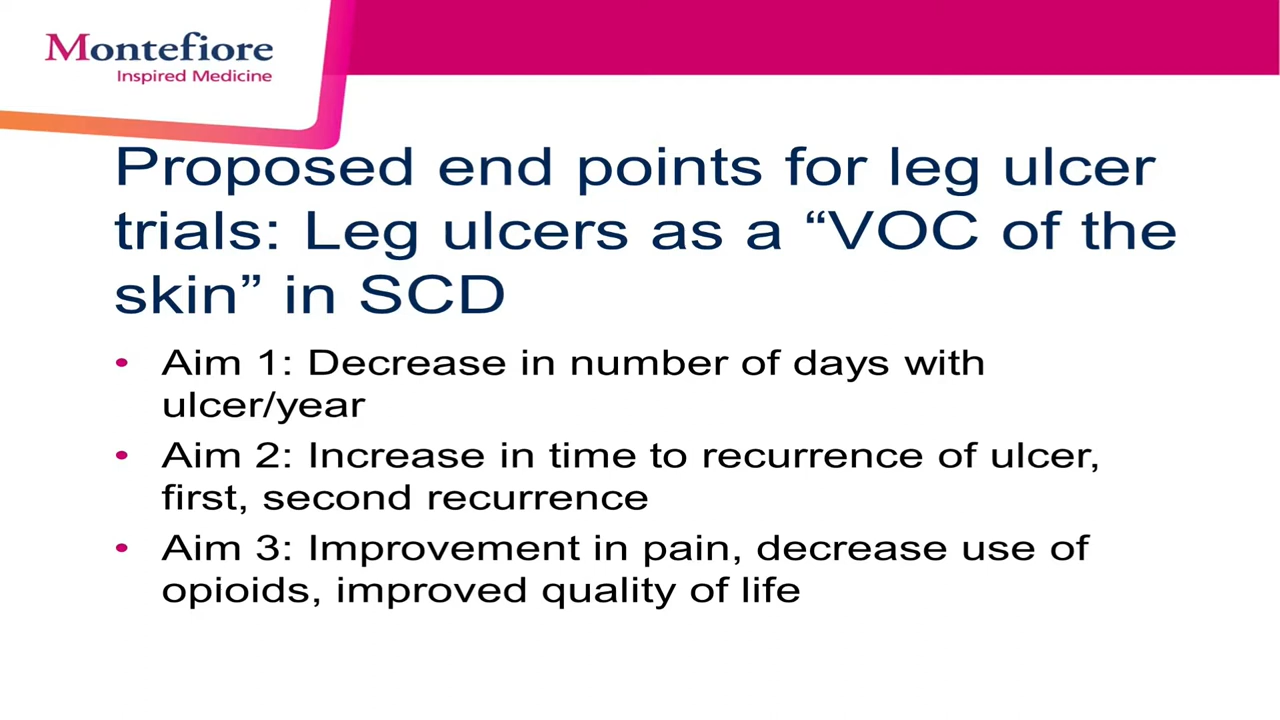 Montefiore
Inspired Medicine
Proposed end points for leg ulcer
trials: Leg ulcers as a “VOC of the
skin” in SCD
• Aim 1: Decrease in number of days with
ulcer/year
• Aim 2: Increase in time to recurrence of ulcer,
first, second recurrence
• Aim 3: Improvement in pain, decrease use of
opioids, improved quality of life